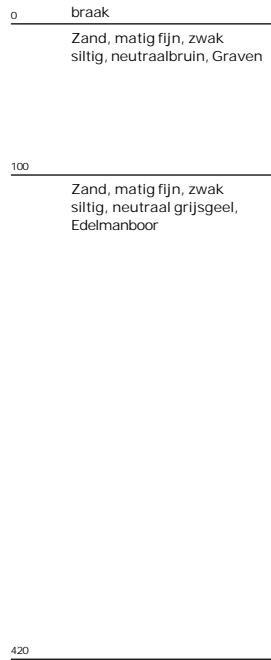 0 braak
Zand, matig fijn, zwak
siltig, neutraalbruin, Graven
100
Zand, matig fijn, zwak
siltig, neutraal grijsgeel,
Edelmanboor
420